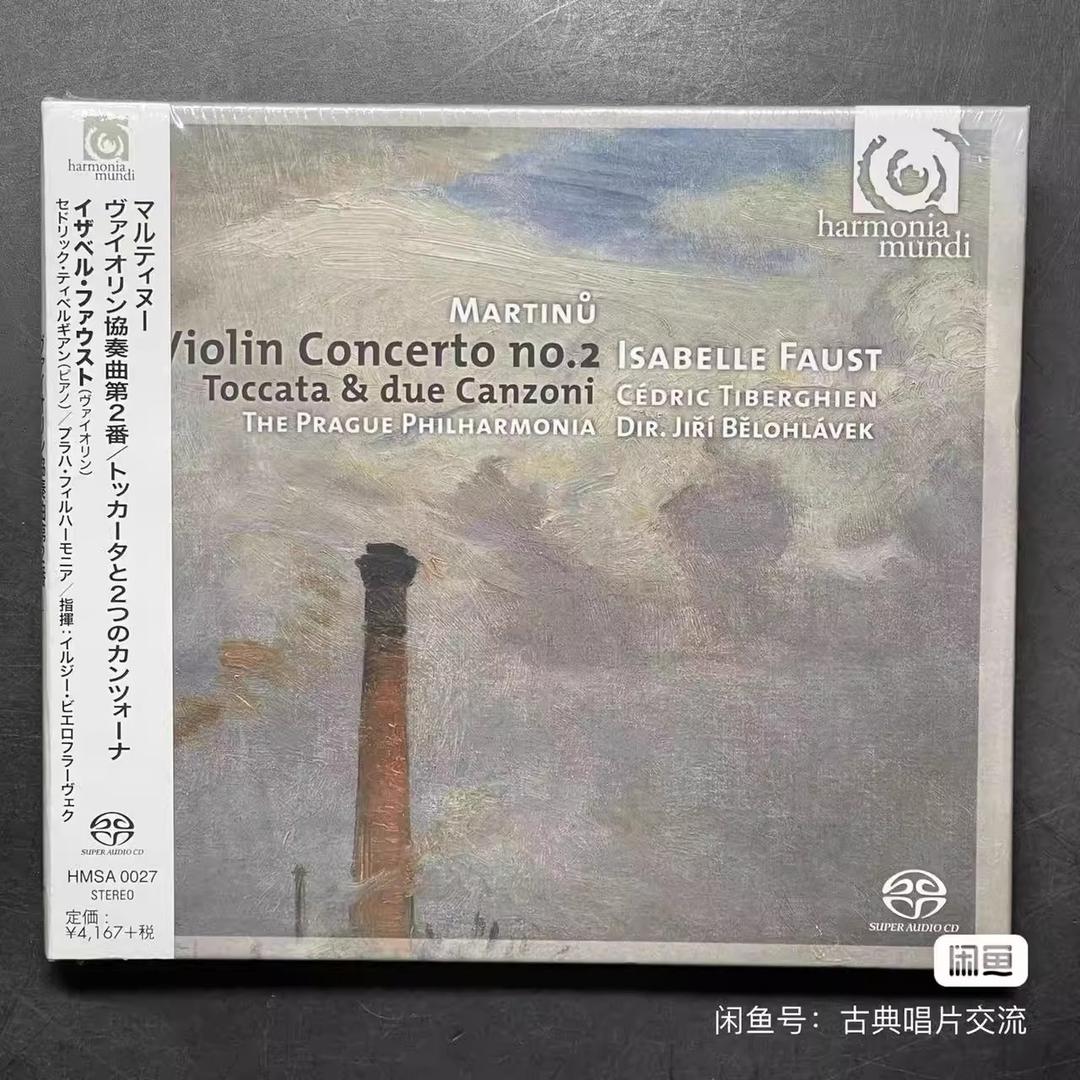 harmonia
mundi
マルティヌー
ヴァイオリン協奏曲第2番／トッカータと2つのカンツォーナ
イザベル・ファウスト(ヴァイオリン)
セドリック・ティベルギアン(ピアノ)／プラハ・フィルハーモニア／指揮：イルジー・ビエロフラーヴェク
SUPER AUDIO CD
HMSA 0027
STEREO
定価：
¥4,167＋税
harmonia
mundi
MARTINŮ
Violin Concerto no.2
Toccata & due Canzoni
THE PRAGUE PHILHARMONIA
ISABELLE FAUST
CÉDRIC TIBERGHIEN
DIR. JIŘÍ BĚLOHLÁVEK
SUPER AUDIO CD
闲鱼
闲鱼号：古典唱片交流